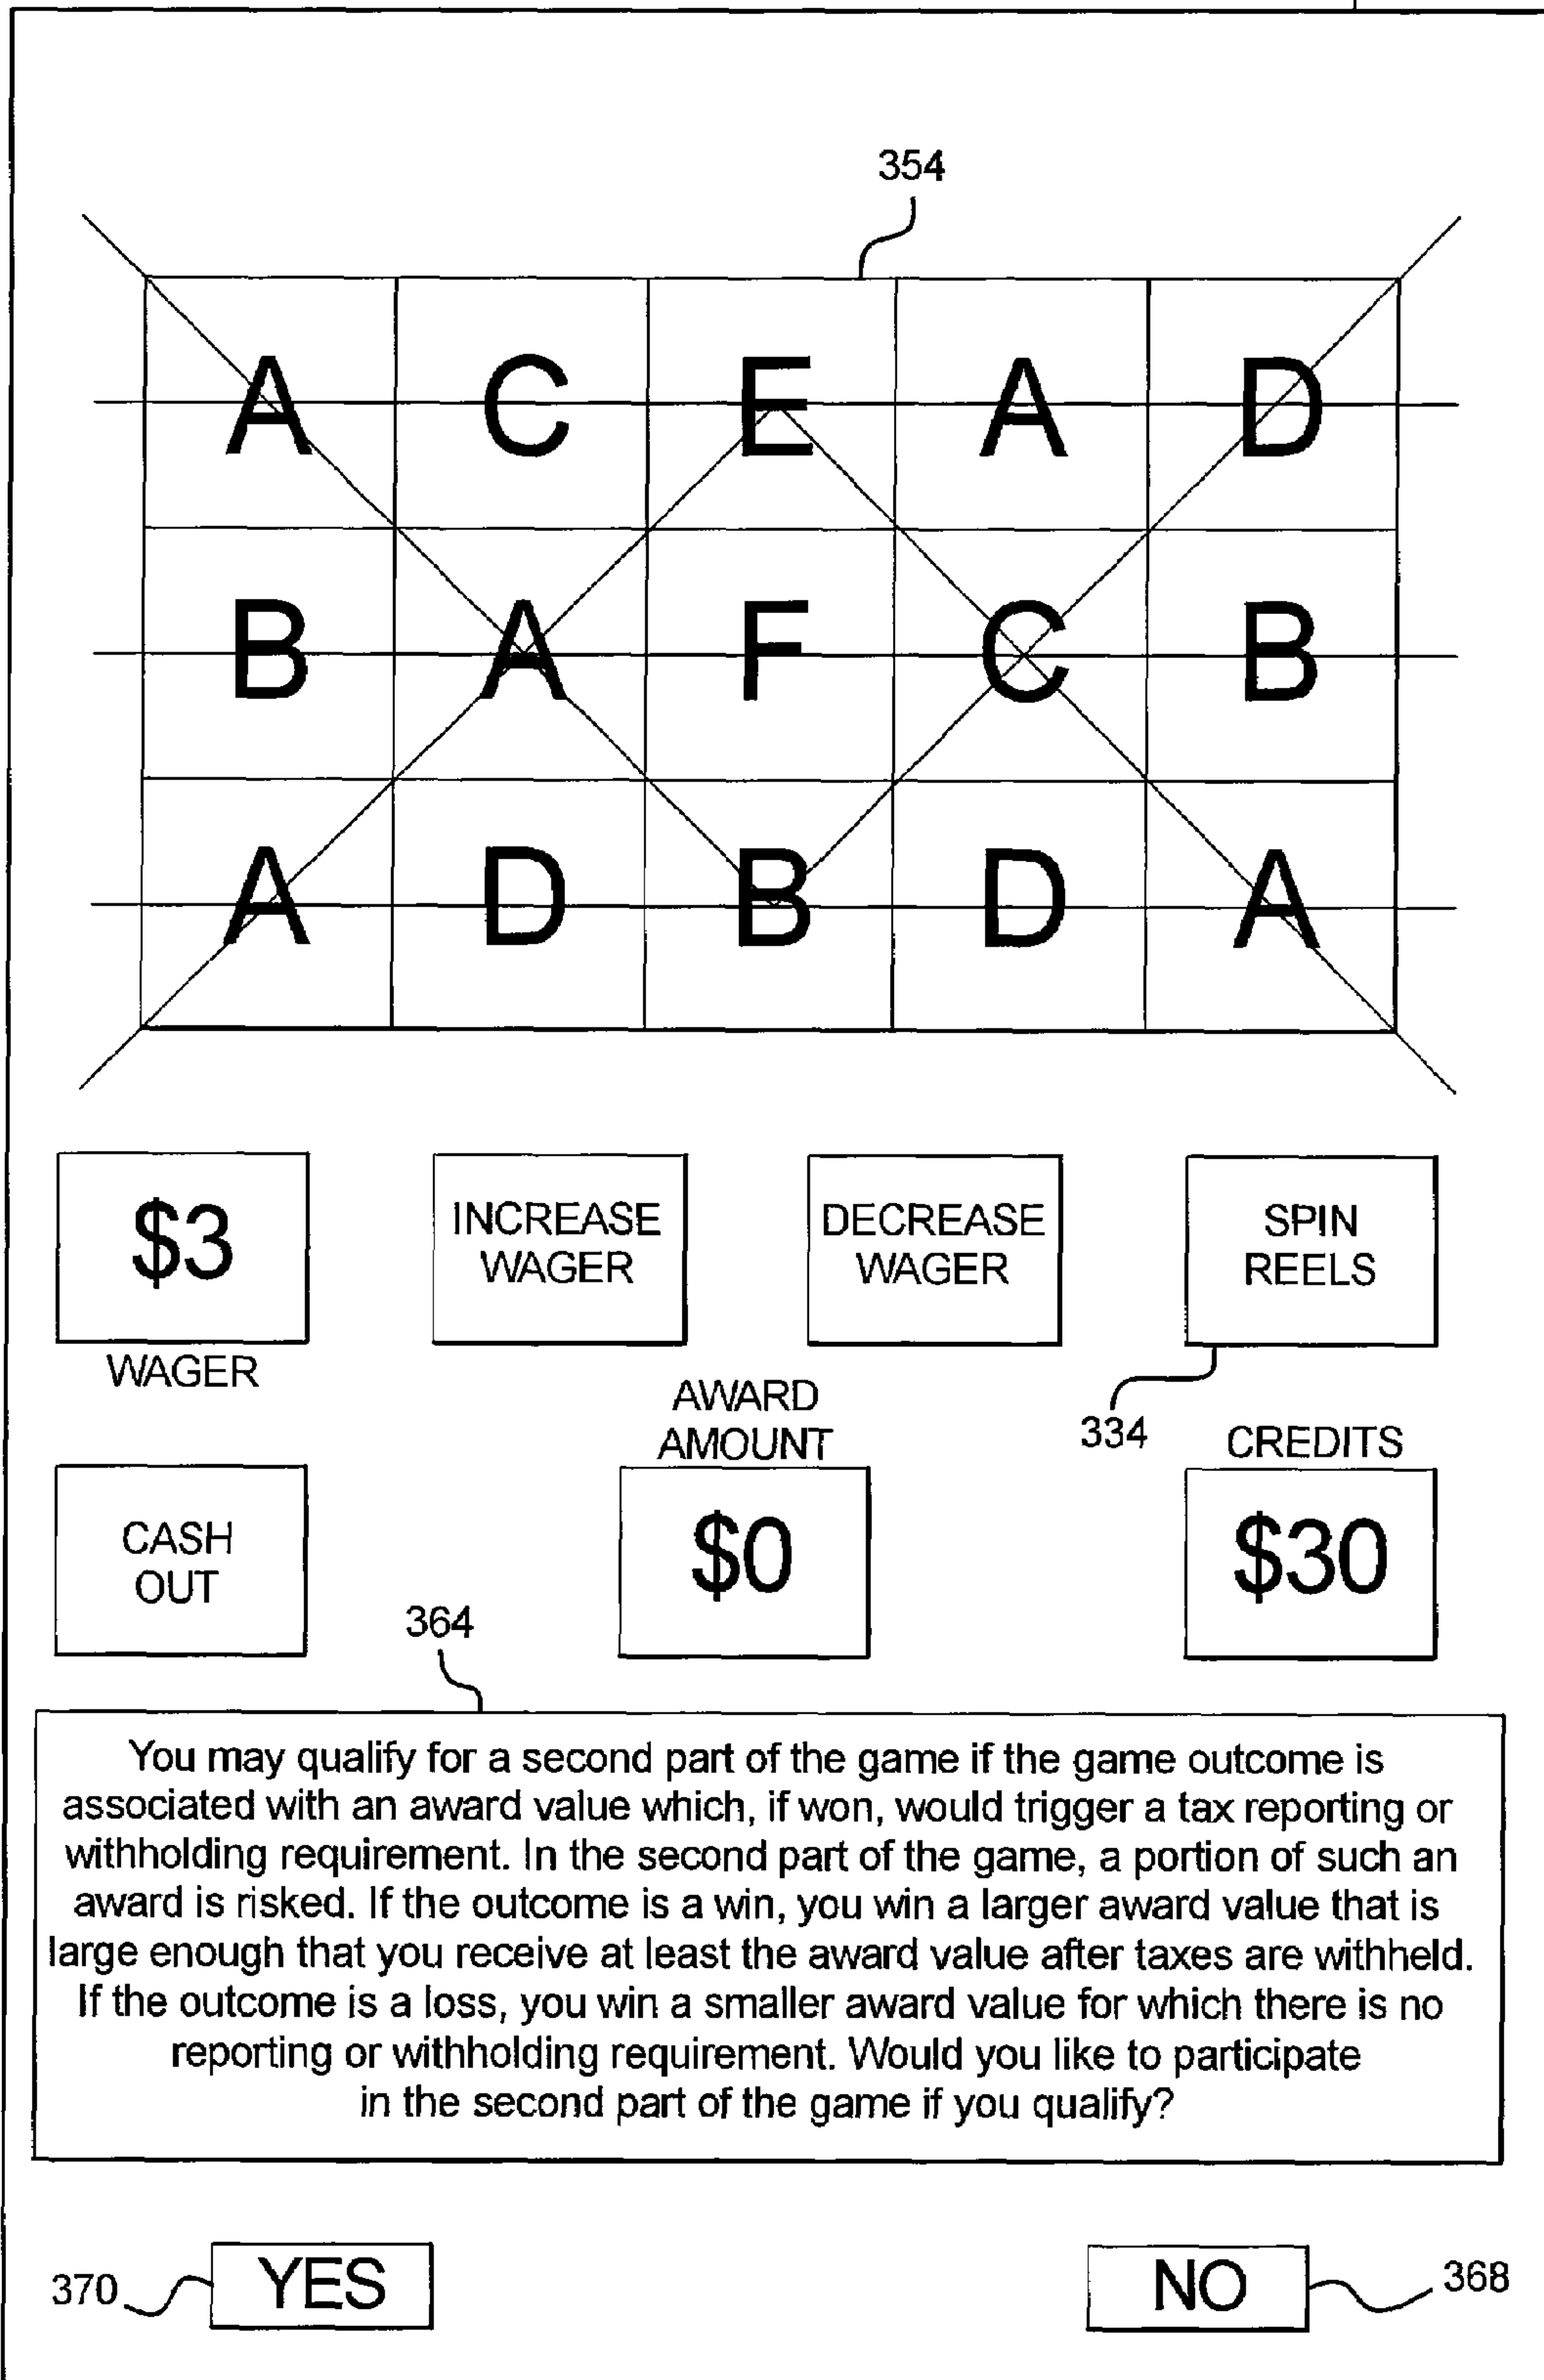 354
A C E A D
B A F C B
A D B D A
$3
INCREASE
WAGER
DECREASE
WAGER
SPIN
REELS
WAGER
334
AWARD
AMOUNT
CREDITS
CASH
OUT
$0
$30
364
You may qualify for a second part of the game if the game outcome is
associated with an award value which, if won, would trigger a tax reporting or
withholding requirement. In the second part of the game, a portion of such an
award is risked. If the outcome is a win, you win a larger award value that is
large enough that you receive at least the award value after taxes are withheld.
If the outcome is a loss, you win a smaller award value for which there is no
reporting or withholding requirement. Would you like to participate
in the second part of the game if you qualify?
370
YES
NO
368